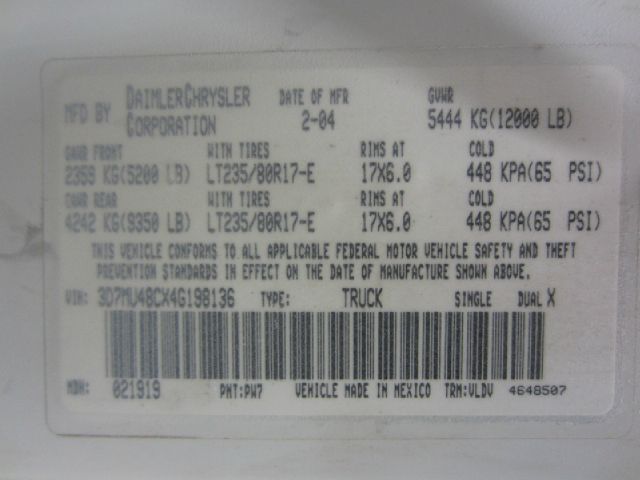 MFD BY DAIMLERCHRYSLER CORPORATION DATE OF MFR 2-04 GVWR 5444 KG(12000 LB)
GAWR FRONT WITH TIRES RIMS AT COLD
2359 KG(5200 LB) LT235/80R17-E 17X6.0 448 KPA(65 PSI)
GAWR REAR WITH TIRES RIMS AT COLD
4242 KG(9350 LB) LT235/80R17-E 17X6.0 448 KPA(65 PSI)
THIS VEHICLE CONFORMS TO ALL APPLICABLE FEDERAL MOTOR VEHICLE SAFETY AND THEFT
PREVENTION STANDARDS IN EFFECT ON THE DATE OF MANUFACTURE SHOWN ABOVE.
VIN: 3D7MU48CX4G198136 TYPE: TRUCK SINGLE DUAL X
MDH: 021919 PNT:PW7 VEHICLE MADE IN MEXICO TRM:VLDV 4648507